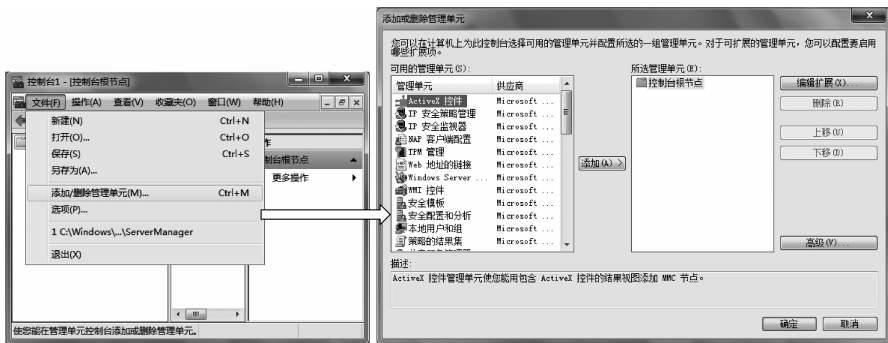 控制台1 - [控制台根节点]
文件(F) 操作(A) 查看(V) 收藏夹(O) 窗口(W) 帮助(H)
新建(N) Ctrl+N
打开(O)... Ctrl+O
保存(S) Ctrl+S
另存为(A)...
添加/删除管理单元(M)... Ctrl+M
选项(P)...
1 C:\Windows\...\ServerManager
退出(X)
制台根节点
更多操作
使您能在管理单元控制台添加或删除管理单元。
添加或删除管理单元
您可以在计算机上为此控制台选择可用的管理单元并配置所选的一组管理单元。对于可扩展的管理单元，您可以配置要启用
哪些扩展项。
可用的管理单元(S):
管理单元 供应商
ActiveX 控件 Microsoft ...
IP 安全策略管理 Microsoft ...
IP 安全监视器 Microsoft ...
NAP 客户端配置 Microsoft ...
TPM 管理 Microsoft ...
Web 地址的链接 Microsoft ...
Windows Server ... Microsoft ...
WMI 控件 Microsoft ...
安全模板 Microsoft ...
安全配置和分析 Microsoft ...
本地用户和组 Microsoft ...
策略的结果集 Microsoft ...
添加(A) >
所选管理单元(E):
控制台根节点
编辑扩展(X)...
删除(R)
上移(U)
下移(D)
高级(V)...
描述:
ActiveX 控件管理单元使您能用包含 ActiveX 控件的结果视图添加 MMC 节点。
确定 取消